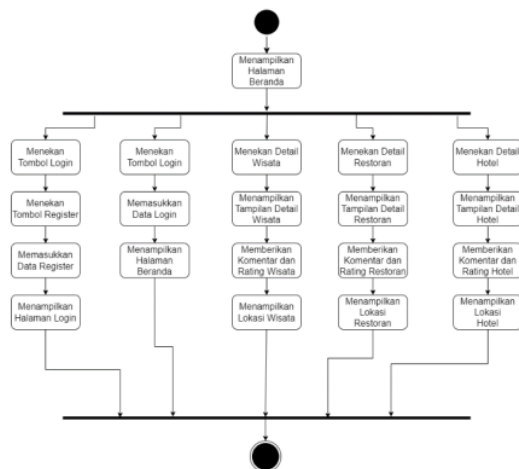 Menampilkan
Halaman
Beranda
Menekan
Tombol Login
Menekan
Tombol Register
Memasukkan
Data Register
Menampilkan
Halaman Login
Menekan
Tombol Login
Memasukkan
Data Login
Menampilkan
Halaman
Beranda
Menekan Detail
Wisata
Menampilkan
Tampilan Detail
Wisata
Memberikan
Komentar dan
Rating Wisata
Menampilkan
Lokasi Wisata
Menekan Detail
Restoran
Menampilkan
Tampilan Detail
Restoran
Memberikan
Komentar dan
Rating Restoran
Menampilkan
Lokasi
Restoran
Menekan Detail
Hotel
Menampilkan
Tampilan Detail
Hotel
Memberikan
Komentar dan
Rating Hotel
Menampilkan
Lokasi
Hotel